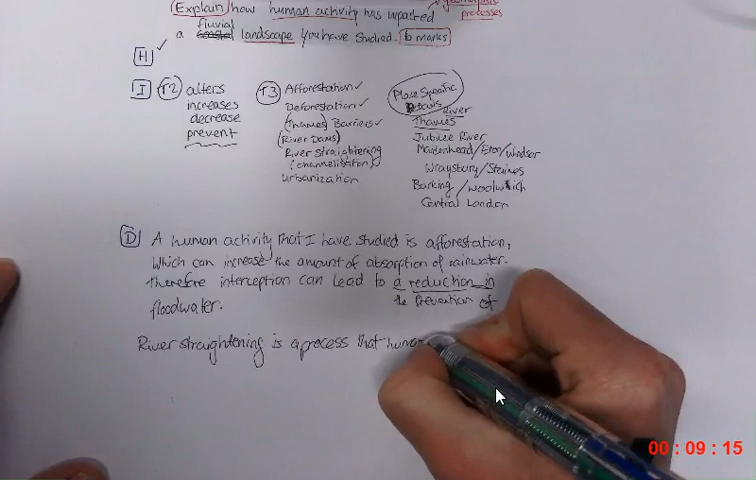 Explain how human activity has impacted geomorphic processes
fluvial
a coastal landscape you have studied. 6 marks
H ✓
I T2 alters
increases
decrease
prevent
T3 Afforestation ✓
Deforestation ✓
(Thames) Barriers ✓
(River Dams)
River straightening
(channelisation)
Urbanization
Place Specific
River
Thames
Jubilee River
Maidenhead/Eton/Windsor
Wraysbury/Staines
Barking/Woolwich
Central London
D A human activity that I have studied is afforestation,
which can increase the amount of absorption of rainwater.
Therefore interception can lead to a reduction in
the prevention of
floodwater.
River straightening is a process that human
00:09:15